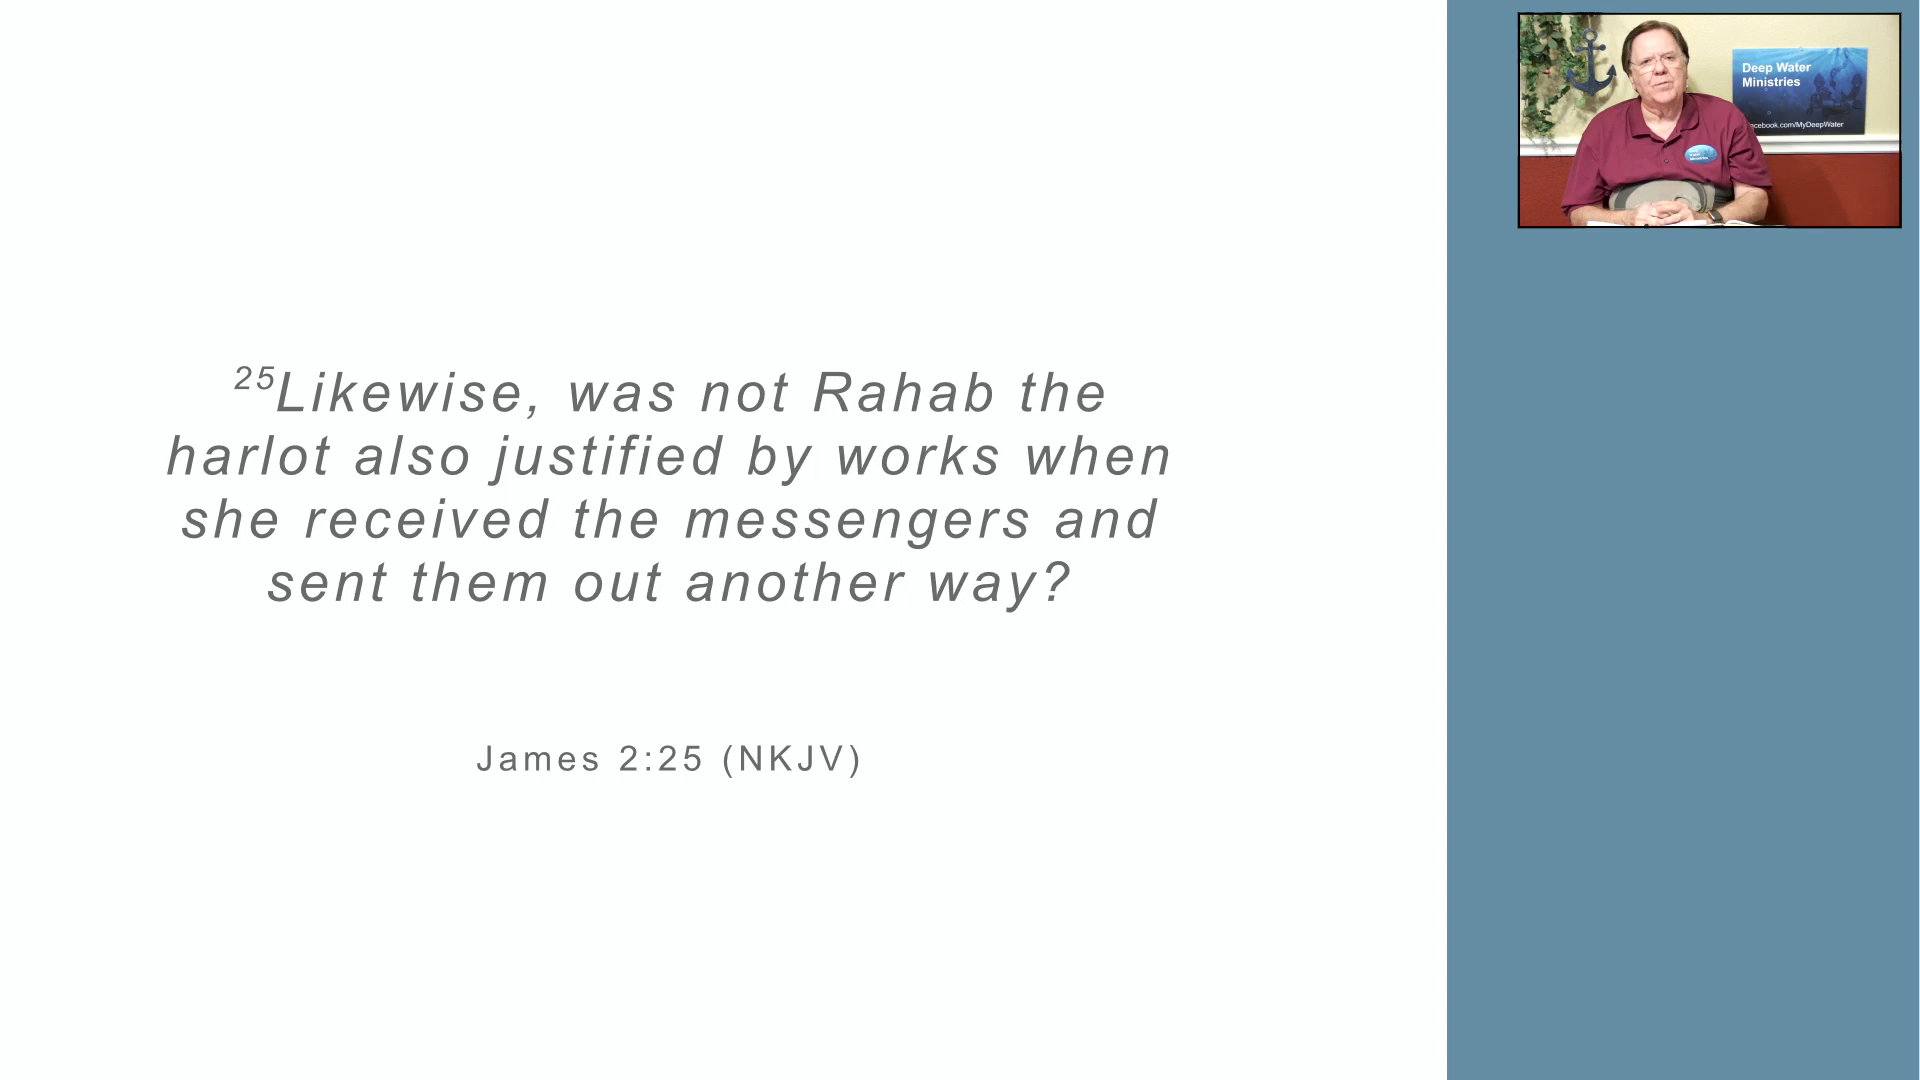 ²⁵Likewise, was not Rahab the
harlot also justified by works when
she received the messengers and
sent them out another way?
James 2:25 (NKJV)
Deep Water
Ministries
acebook.com/MyDeepWater